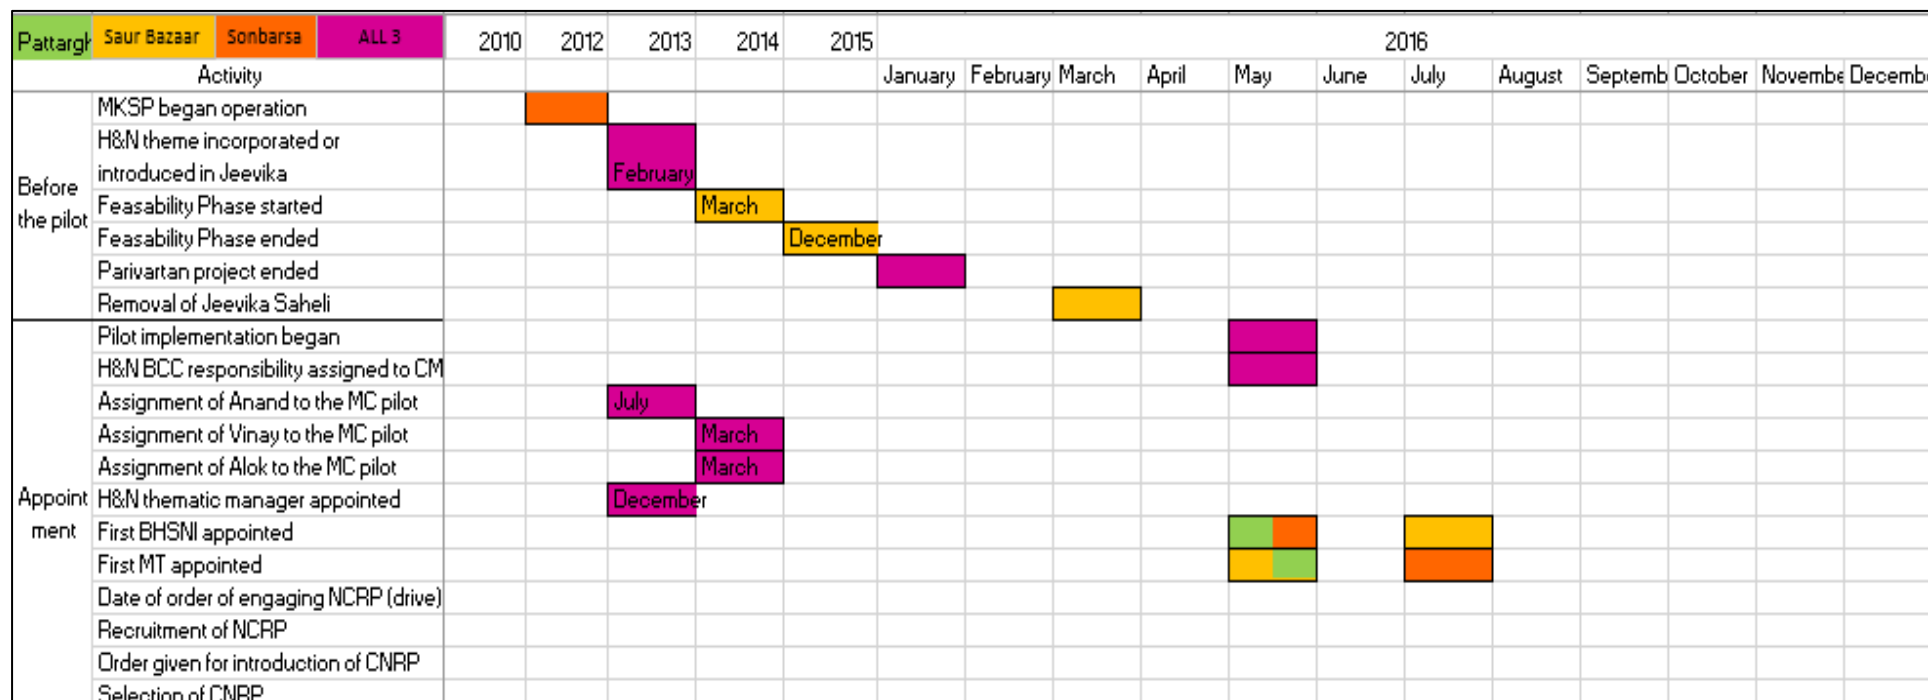 Pattargh Saur Bazaar Sonbarsa ALL 3 2010 2012 2013 2014 2015 2016
Activity January February March April May June July August Septemb October Novembe Decembe
MKSP began operation
H&N theme incorporated or
introduced in Jeevika February
Before
the pilot
Feasability Phase started March
Feasability Phase ended December
Parivartan project ended
Removal of Jeevika Saheli
Pilot implementation began
H&N BCC responsibility assigned to CM
Assignment of Anand to the MC pilot July
Assignment of Vinay to the MC pilot March
Assignment of Alok to the MC pilot March
Appoint
ment
H&N thematic manager appointed December
First BHSNI appointed
First MT appointed
Date of order of engaging NCRP (drive)
Recruitment of NCRP
Order given for introduction of CNRP
Selection of CNRP